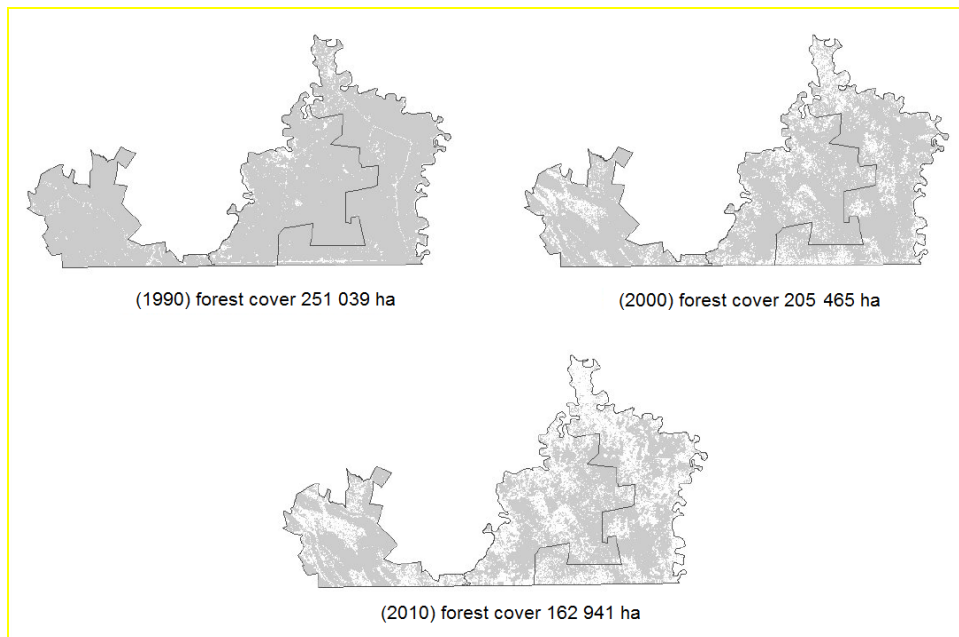 (1990) forest cover 251 039 ha
(2000) forest cover 205 465 ha
(2010) forest cover 162 941 ha